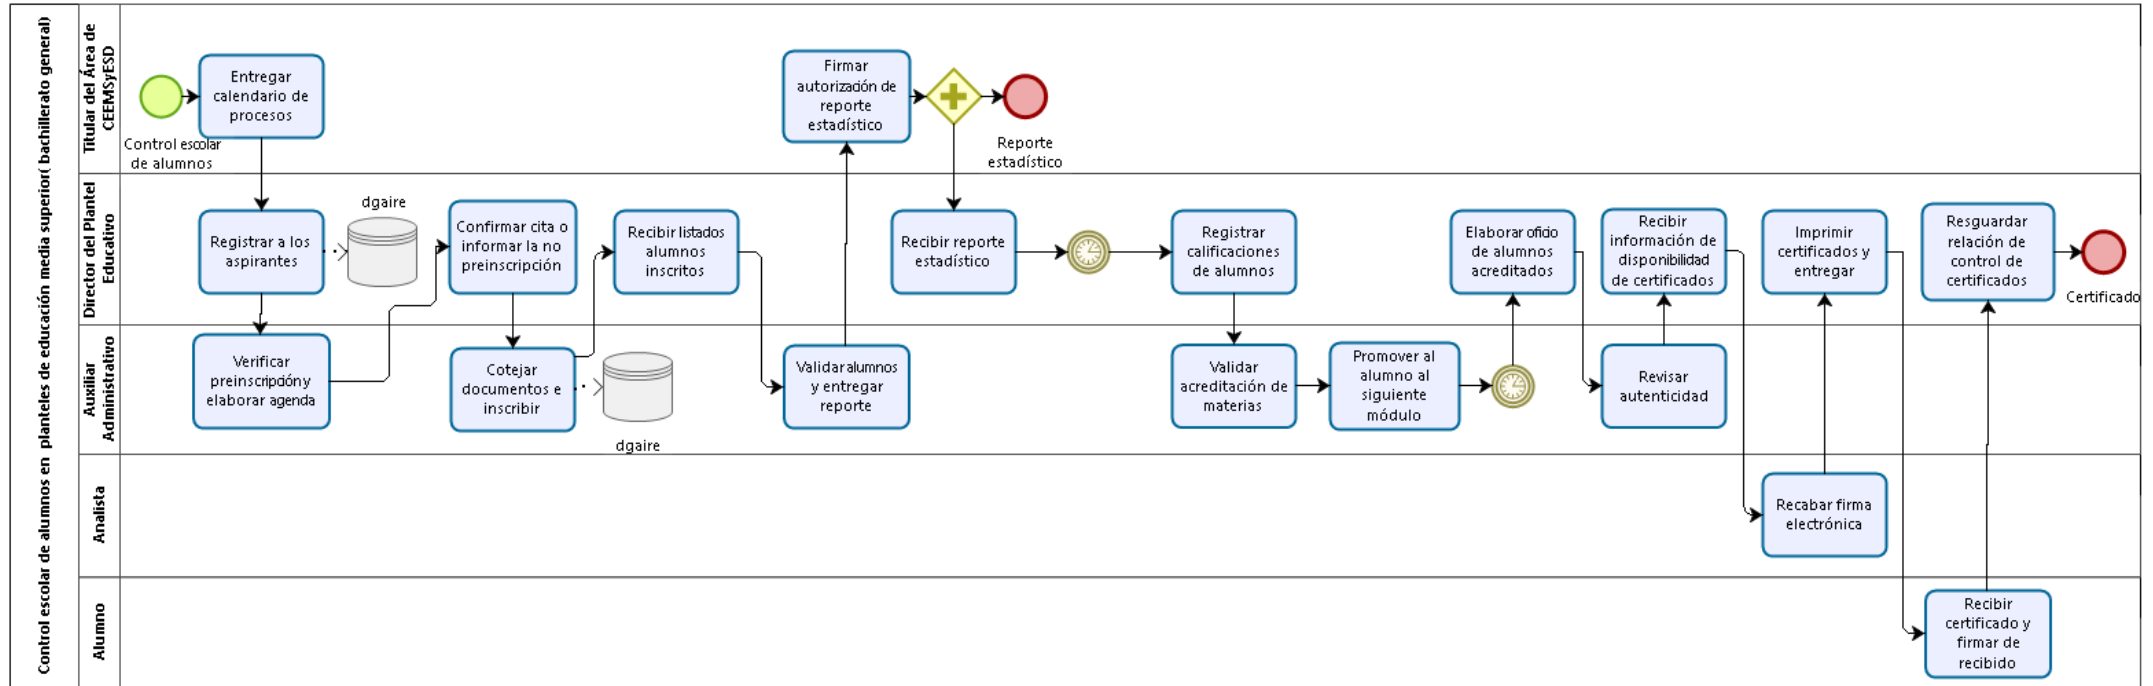 Control escolar de alumnos en planteles de educación media superior( bachillerato general)
Titular del Área de
CEEMSyESD
Control escolar
de alumnos
Entregar
calendario de
procesos
Firmar
autorización de
reporte
estadístico
Reporte
estadístico
Director del Plantel
Educativo
Registrar a los
aspirantes
dgaire
Confirmar cita o
informar la no
preinscripción
Recibir listados
alumnos
inscritos
Recibir reporte
estadístico
Registrar
calificaciones
de alumnos
Elaborar oficio
de alumnos
acreditados
Recibir
información de
disponibilidad
de certificados
Imprimir
certificados y
entregar
Resguardar
relación de
control de
certificados
Certificado
Auxiliar
Administrativo
Verificar
preinscripción y
elaborar agenda
Cotejar
documentos e
inscribir
dgaire
Validar alumnos
y entregar
reporte
Validar
acreditación de
materias
Promover al
alumno al
siguiente
módulo
Revisar
autenticidad
Analista
Recabar firma
electrónica
Alumno
Recibir
certificado y
firmar de
recibido